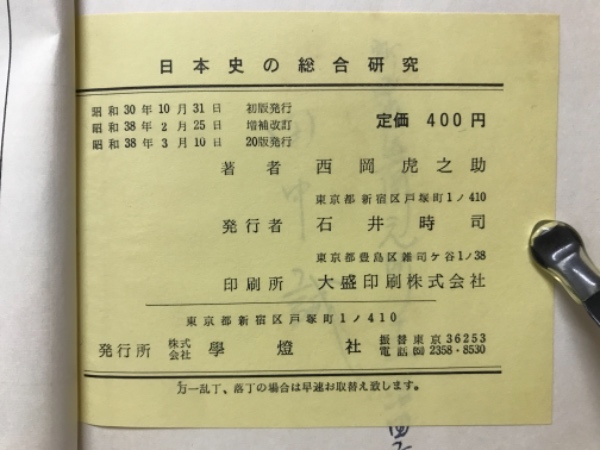 日本史の総合研究
昭和30年10月31日 初版発行
昭和38年2月25日 増補改訂
昭和38年3月10日 20版発行
定価 400円
著者 西岡虎之助
東京都新宿区戸塚町1ノ410
発行者 石井時司
東京都豊島区雑司ケ谷1ノ38
印刷所 大盛印刷株式会社
東京都新宿区戸塚町1ノ410
発行所 株式会社 學燈社
振替東京36253
電話㈶2358・8530
万一乱丁、落丁の場合は早速お取替え致します。